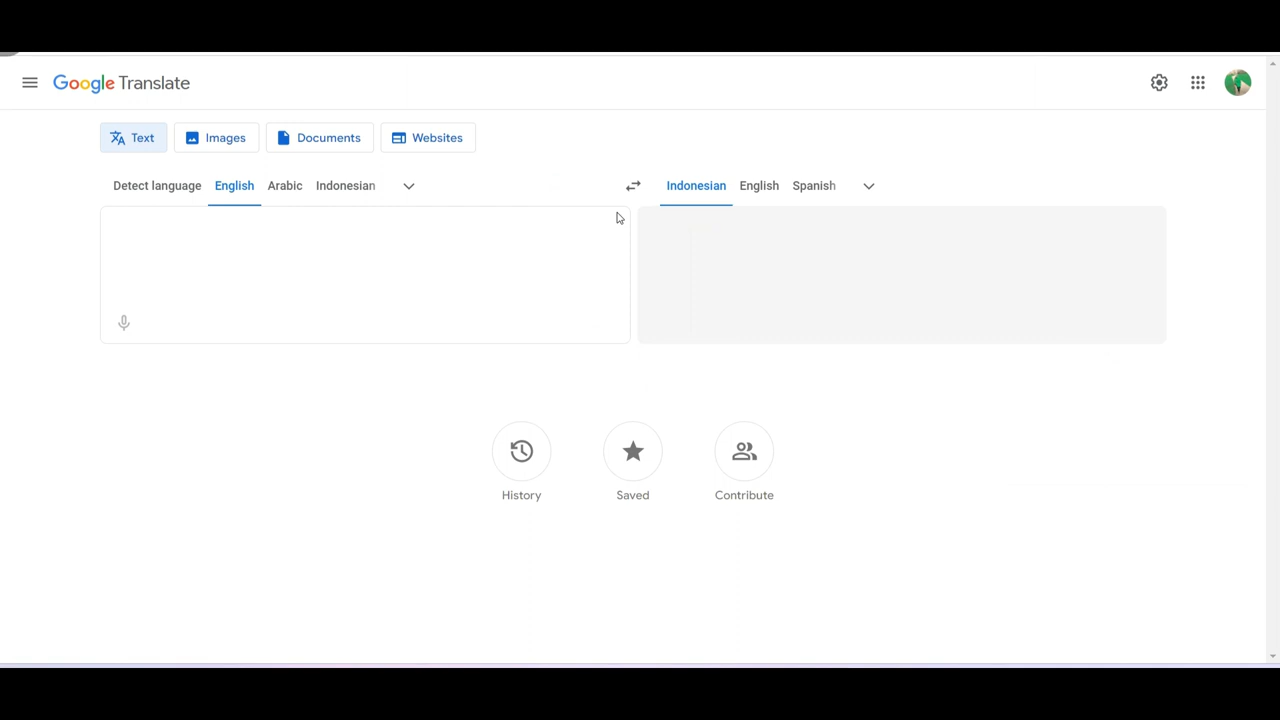 Google Translate
Text Images Documents Websites
Detect language English Arabic Indonesian Indonesian English Spanish
History Saved Contribute